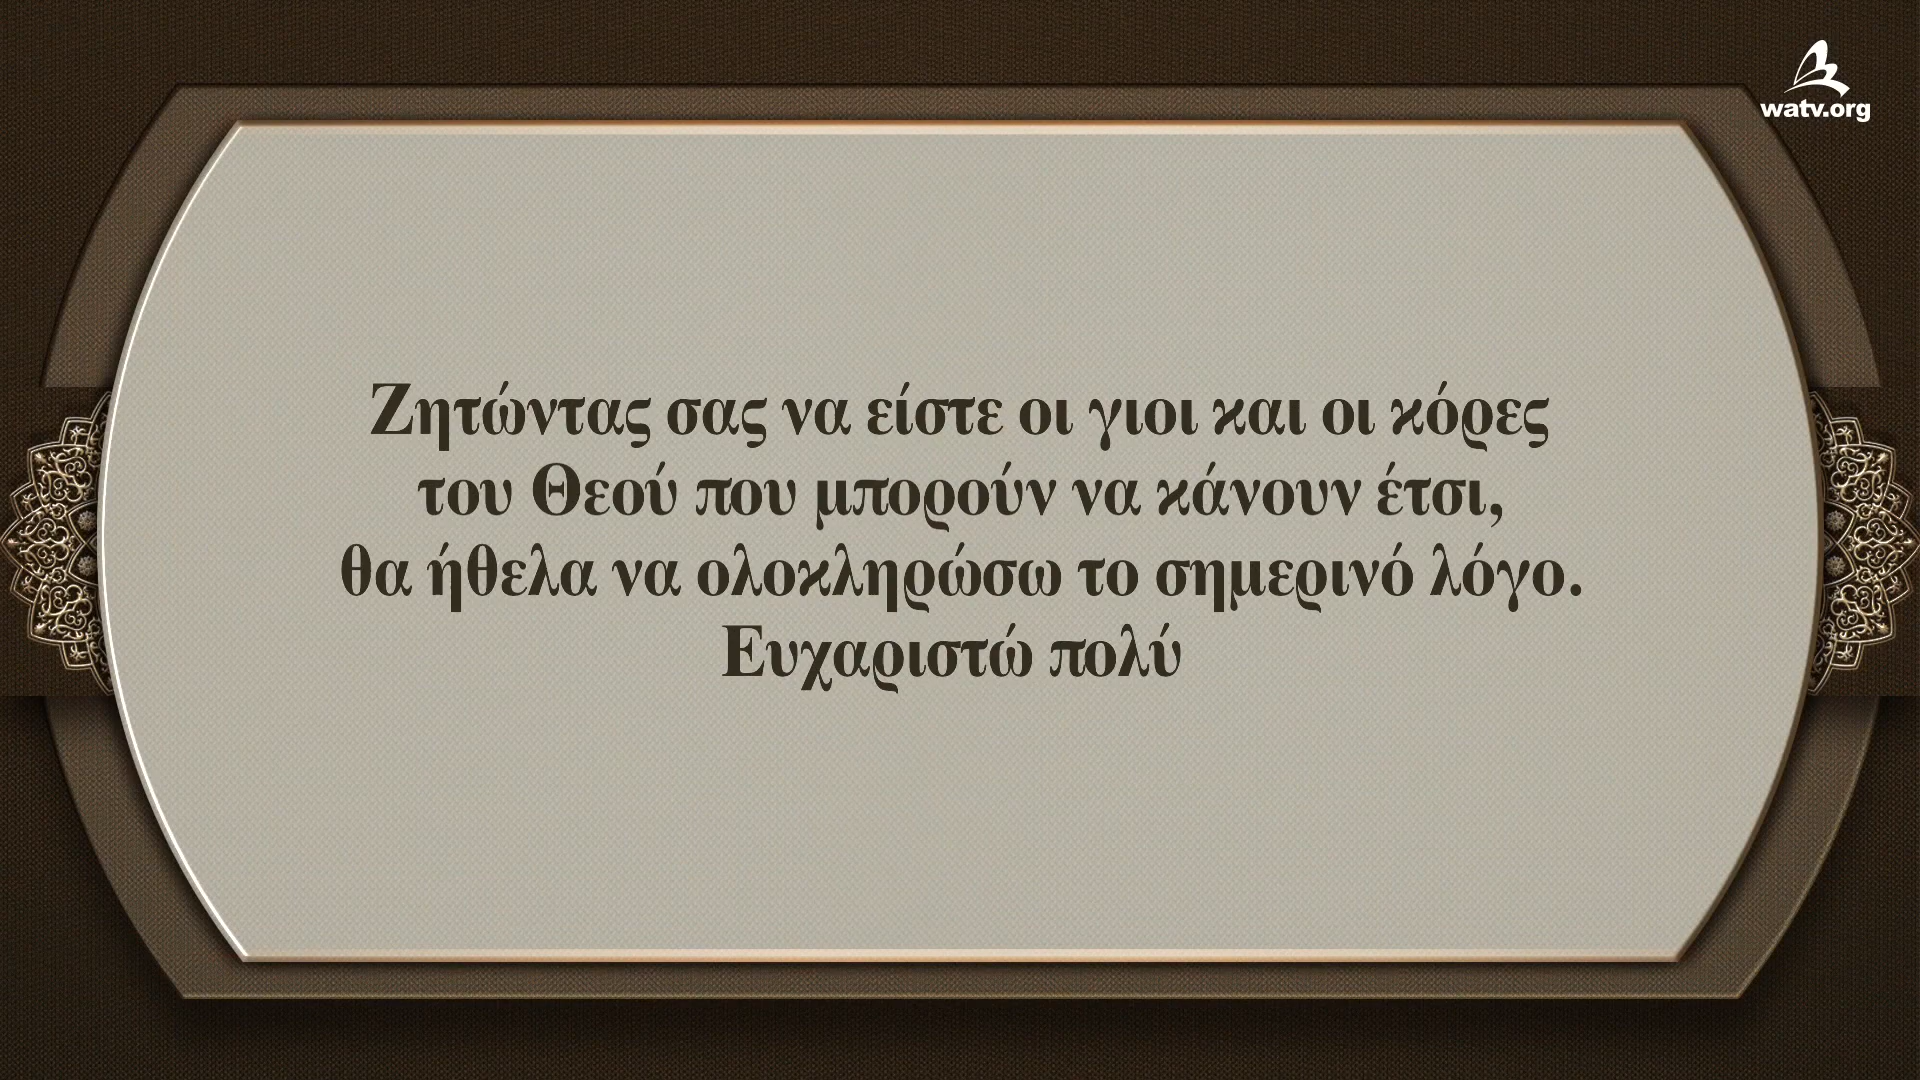 watv.org
Ζητώντας σας να είστε οι γιοι και οι κόρες
του Θεού που μπορούν να κάνουν έτσι,
θα ήθελα να ολοκληρώσω το σημερινό λόγο.
Ευχαριστώ πολύ